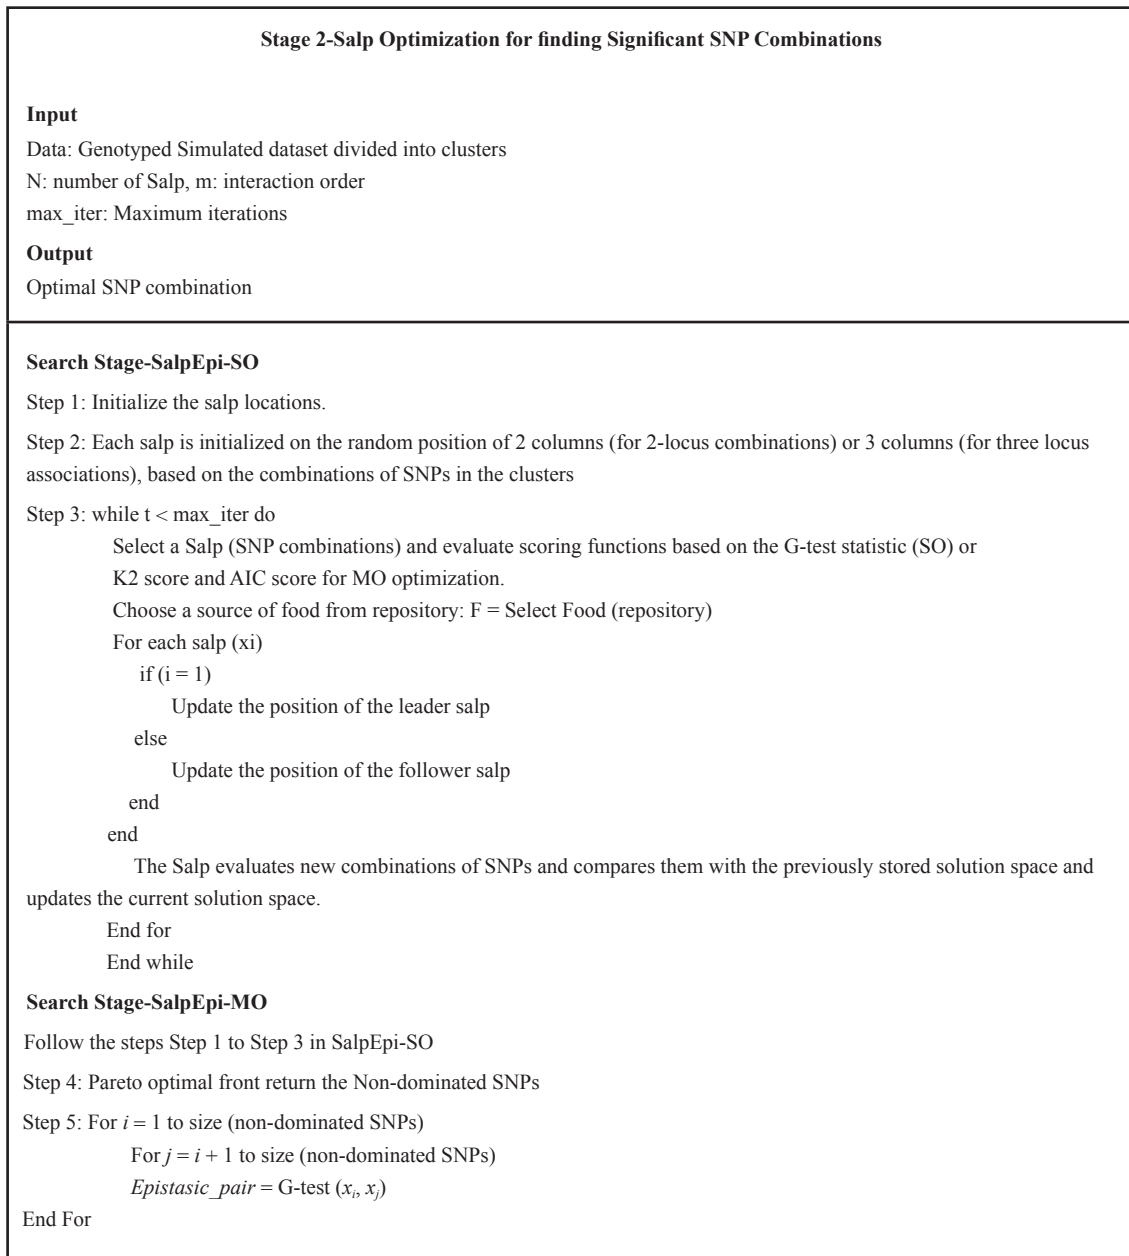 Stage 2-Salp Optimization for finding Significant SNP Combinations
Input
Data: Genotyped Simulated dataset divided into clusters
N: number of Salp, m: interaction order
max_iter: Maximum iterations
Output
Optimal SNP combination
Search Stage-SalpEpi-SO
Step 1: Initialize the salp locations.
Step 2: Each salp is initialized on the random position of 2 columns (for 2-locus combinations) or 3 columns (for three locus
associations), based on the combinations of SNPs in the clusters
Step 3: while t < max_iter do
Select a Salp (SNP combinations) and evaluate scoring functions based on the G-test statistic (SO) or
K2 score and AIC score for MO optimization.
Choose a source of food from repository: F = Select Food (repository)
For each salp (xi)
if (i = 1)
Update the position of the leader salp
else
Update the position of the follower salp
end
end
The Salp evaluates new combinations of SNPs and compares them with the previously stored solution space and
updates the current solution space.
End for
End while
Search Stage-SalpEpi-MO
Follow the steps Step 1 to Step 3 in SalpEpi-SO
Step 4: Pareto optimal front return the Non-dominated SNPs
Step 5: For i = 1 to size (non-dominated SNPs)
For j = i + 1 to size (non-dominated SNPs)
Epistasic_pair = G-test (xᵢ, xⱼ)
End For